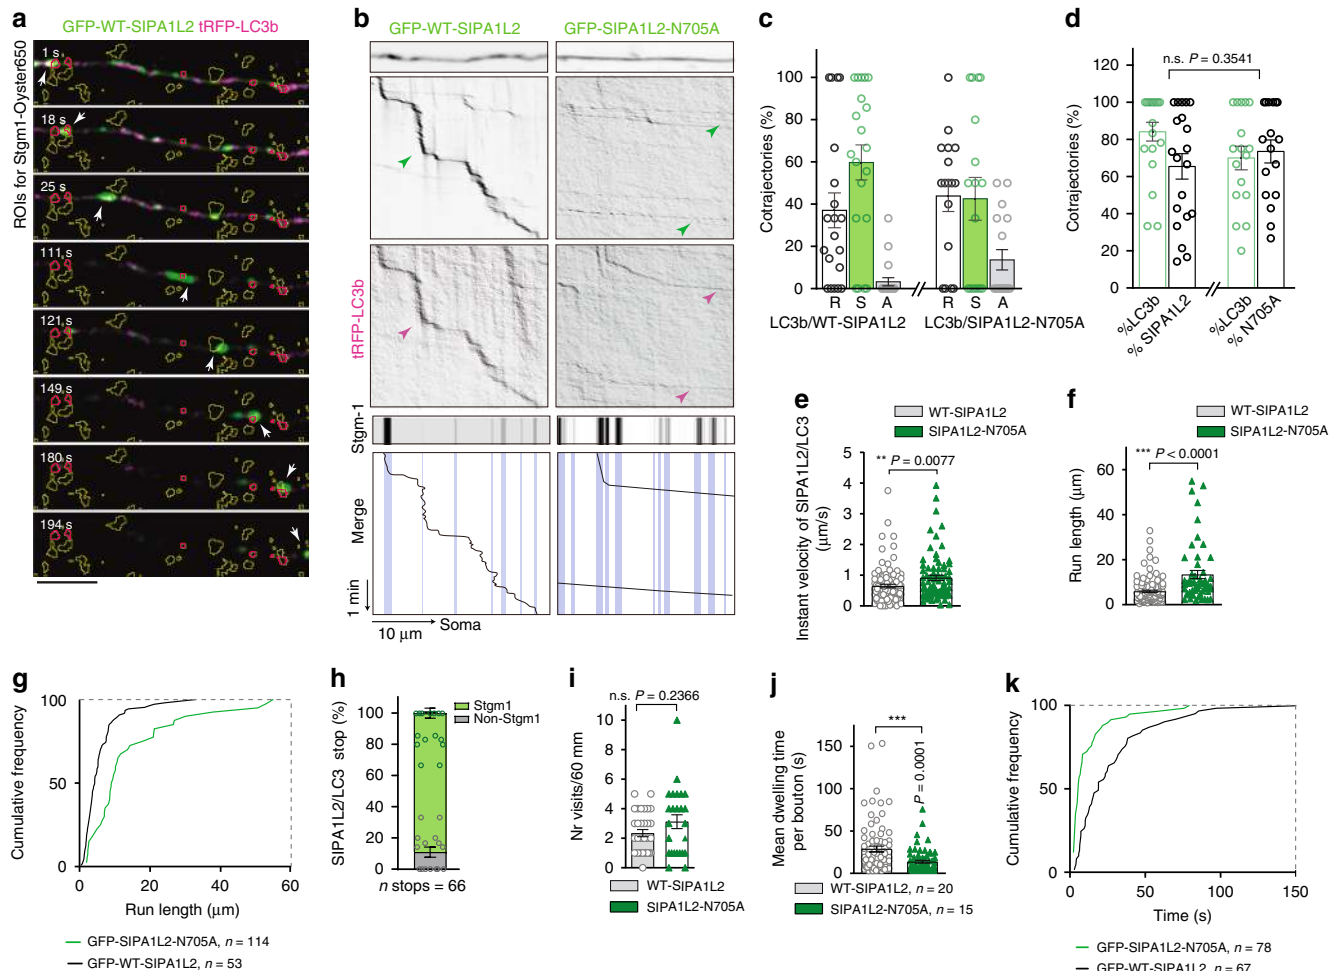 a
GFP-WT-SIPA1L2 tRFP-LC3b
ROIs for Stgm1-Oyster650
1 s
18 s
25 s
111 s
121 s
149 s
180 s
194 s
b
GFP-WT-SIPA1L2
GFP-SIPA1L2-N705A
tRFP-LC3b
Stgm-1
Merge
1 min
10 µm
Soma
c
Cotrajectories (%)
100
80
60
40
20
0
R S A R S A
LC3b/WT-SIPA1L2
LC3b/SIPA1L2-N705A
d
n.s. P = 0.3541
Cotrajectories (%)
120
100
80
60
40
20
0
%LC3b
% SIPA1L2
%LC3b
% N705A
e
WT-SIPA1L2
SIPA1L2-N705A
** P = 0.0077
Instant velocity of SIPA1L2/LC3
(µm/s)
5
4
3
2
1
0
f
WT-SIPA1L2
SIPA1L2-N705A
*** P < 0.0001
Run length (µm)
60
40
20
0
g
Cumulative frequency
100
50
0
0 20 40 60
Run length (µm)
GFP-SIPA1L2-N705A, n = 114
GFP-WT-SIPA1L2, n = 53
h
SIPA1L2/LC3 stop (%)
100
80
60
40
20
0
Stgm1
Non-Stgm1
n stops = 66
i
n.s. P = 0.2366
Nr visits/60 mm
10
8
6
4
2
0
WT-SIPA1L2
SIPA1L2-N705A
j
***
P = 0.0001
Mean dwelling time
per bouton (s)
150
100
50
0
WT-SIPA1L2, n = 20
SIPA1L2-N705A, n = 15
k
Cumulative frequency
100
50
0
0 50 100 150
Time (s)
GFP-SIPA1L2-N705A, n = 78
GFP-WT-SIPA1L2, n = 67